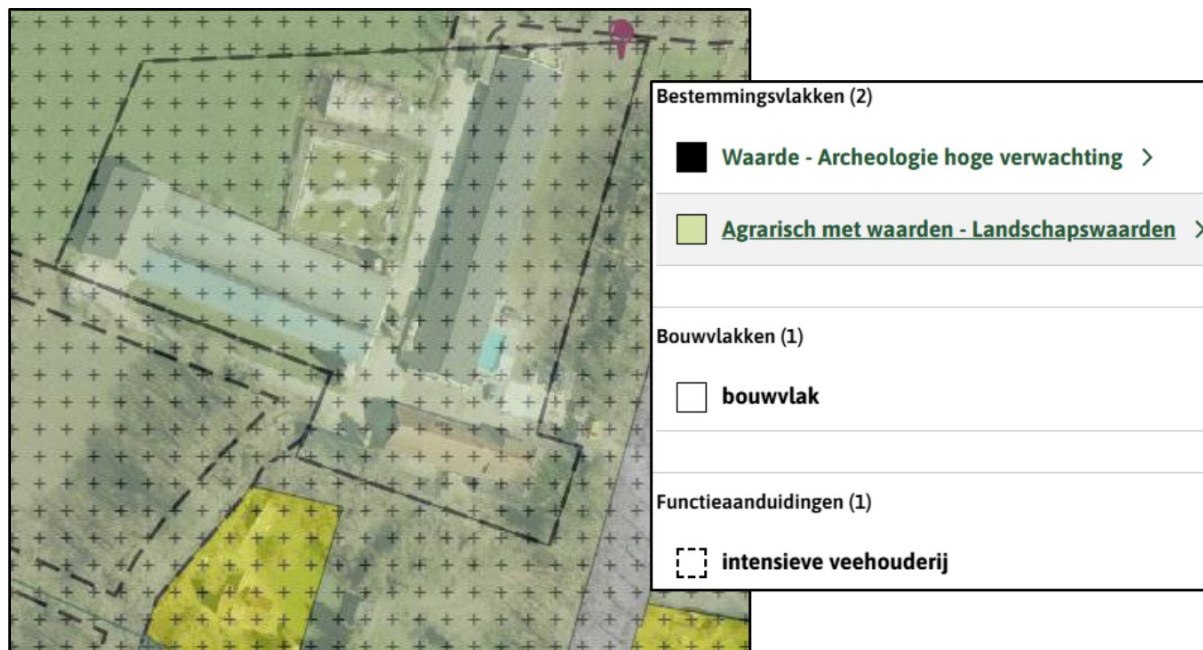 Bestemmingsvlakken (2)
Waarde - Archeologie hoge verwachting
Agrarisch met waarden - Landschapswaarden
Bouwvlakken (1)
bouwvlak
Functieaanduidingen (1)
intensieve veehouderij